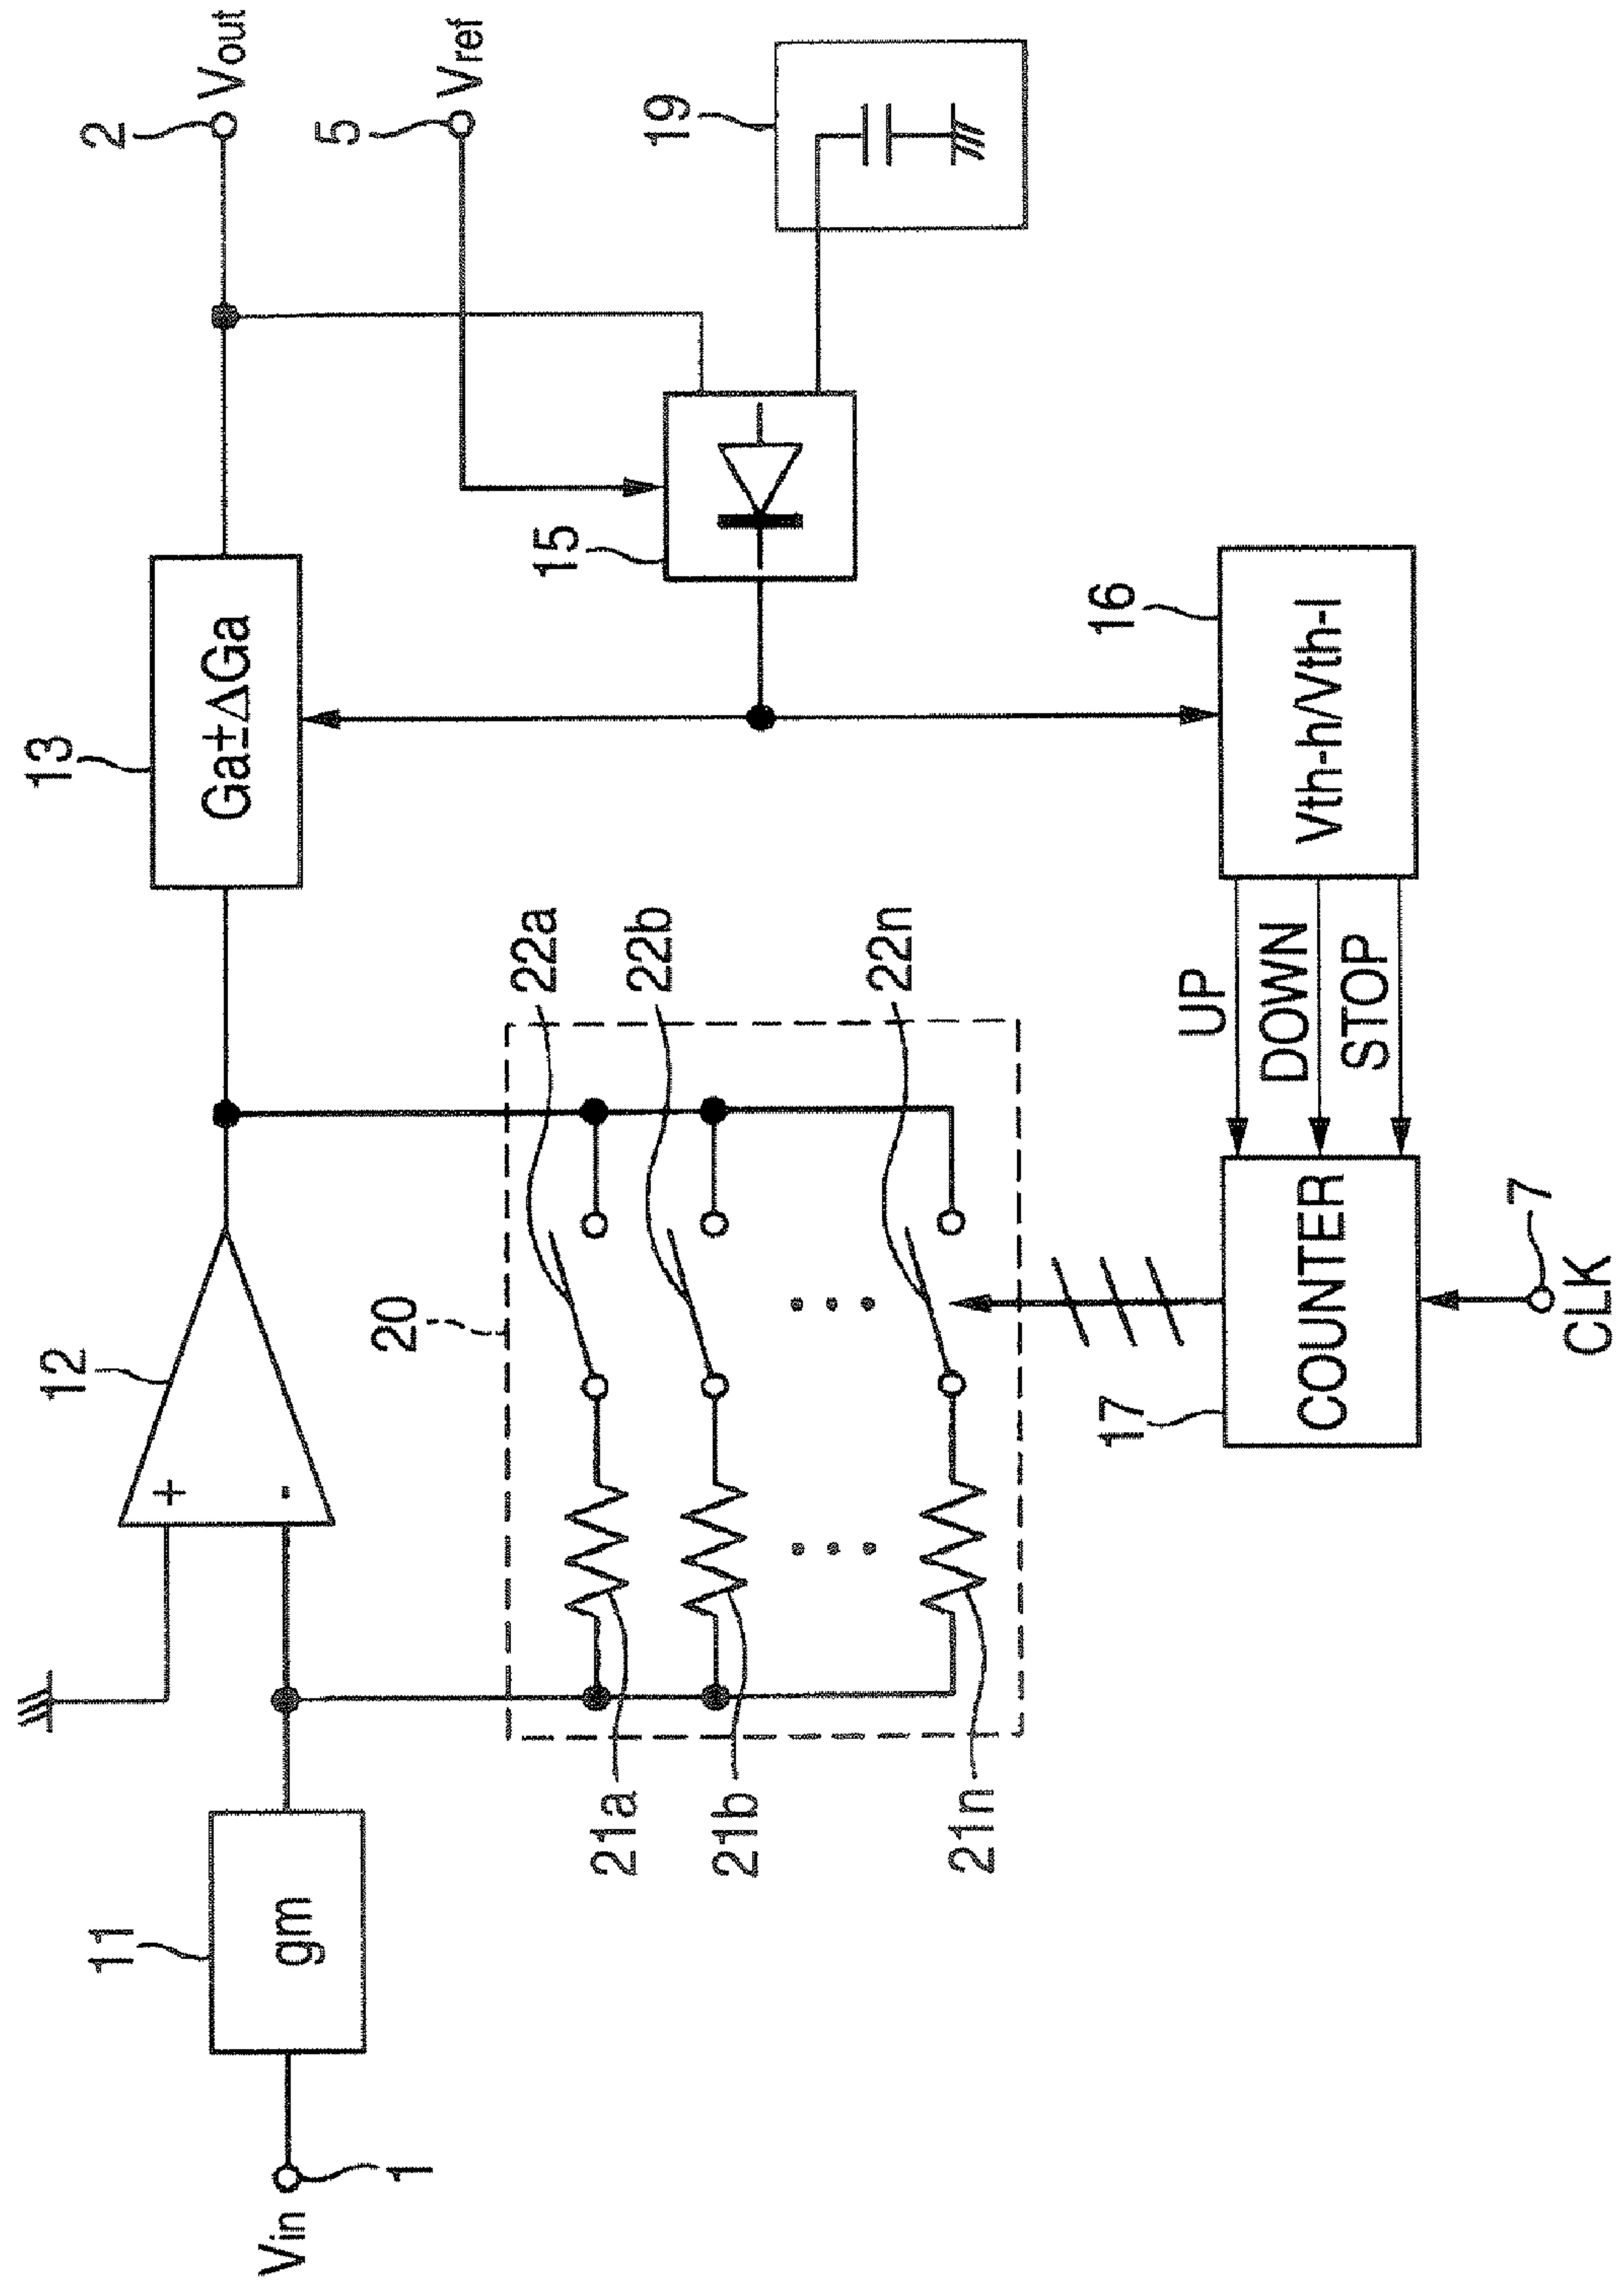 Vin
1
11
gm
12
+
-
13
Ga±ΔGa
2
Vout
5
Vref
20
22a
22b
22n
21a
21b
21n
15
19
16
Vth-h/Vth-l
UP
DOWN
STOP
17
COUNTER
7
CLK